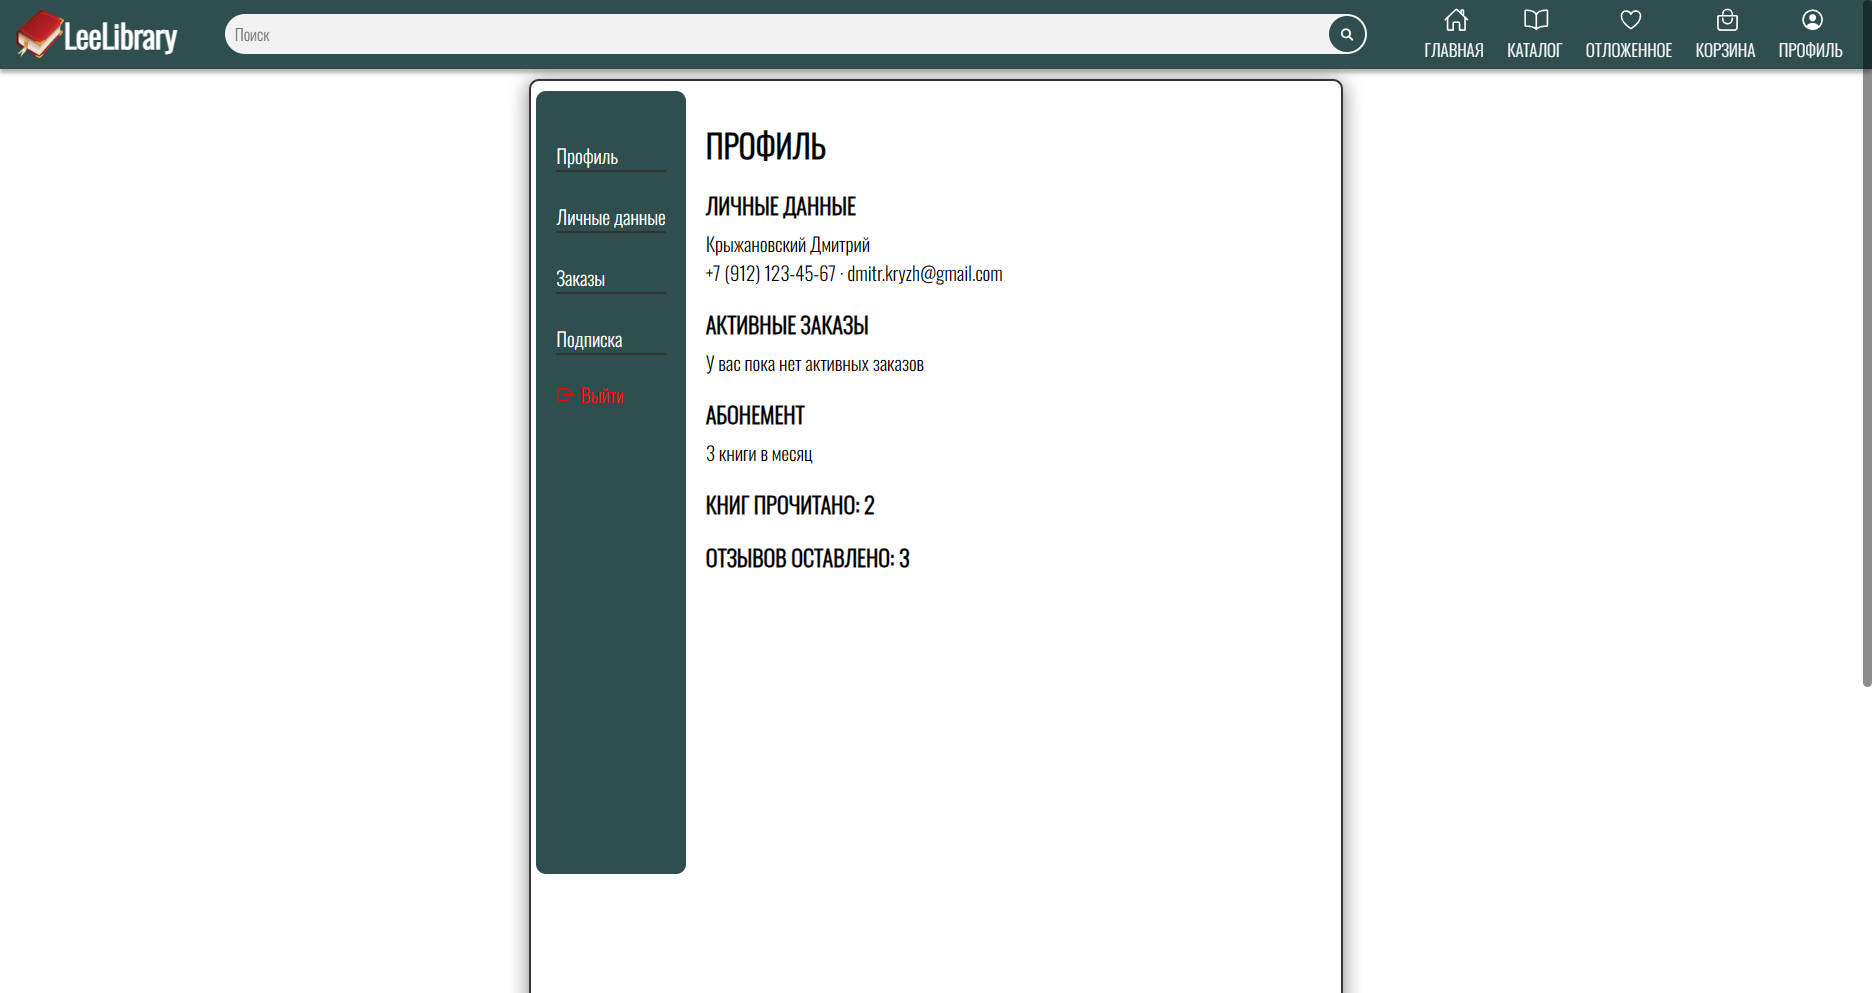 LeeLibrary
Поиск
ГЛАВНАЯ
КАТАЛОГ
ОТЛОЖЕННОЕ
КОРЗИНА
ПРОФИЛЬ
Профиль
Личные данные
Заказы
Подписка
Выйти
ПРОФИЛЬ
ЛИЧНЫЕ ДАННЫЕ
Крыжановский Дмитрий
+7 (912) 123-45-67 · dmitr.kryzh@gmail.com
АКТИВНЫЕ ЗАКАЗЫ
У вас пока нет активных заказов
АБОНЕМЕНТ
3 книги в месяц
КНИГ ПРОЧИТАНО: 2
ОТЗЫВОВ ОСТАВЛЕНО: 3